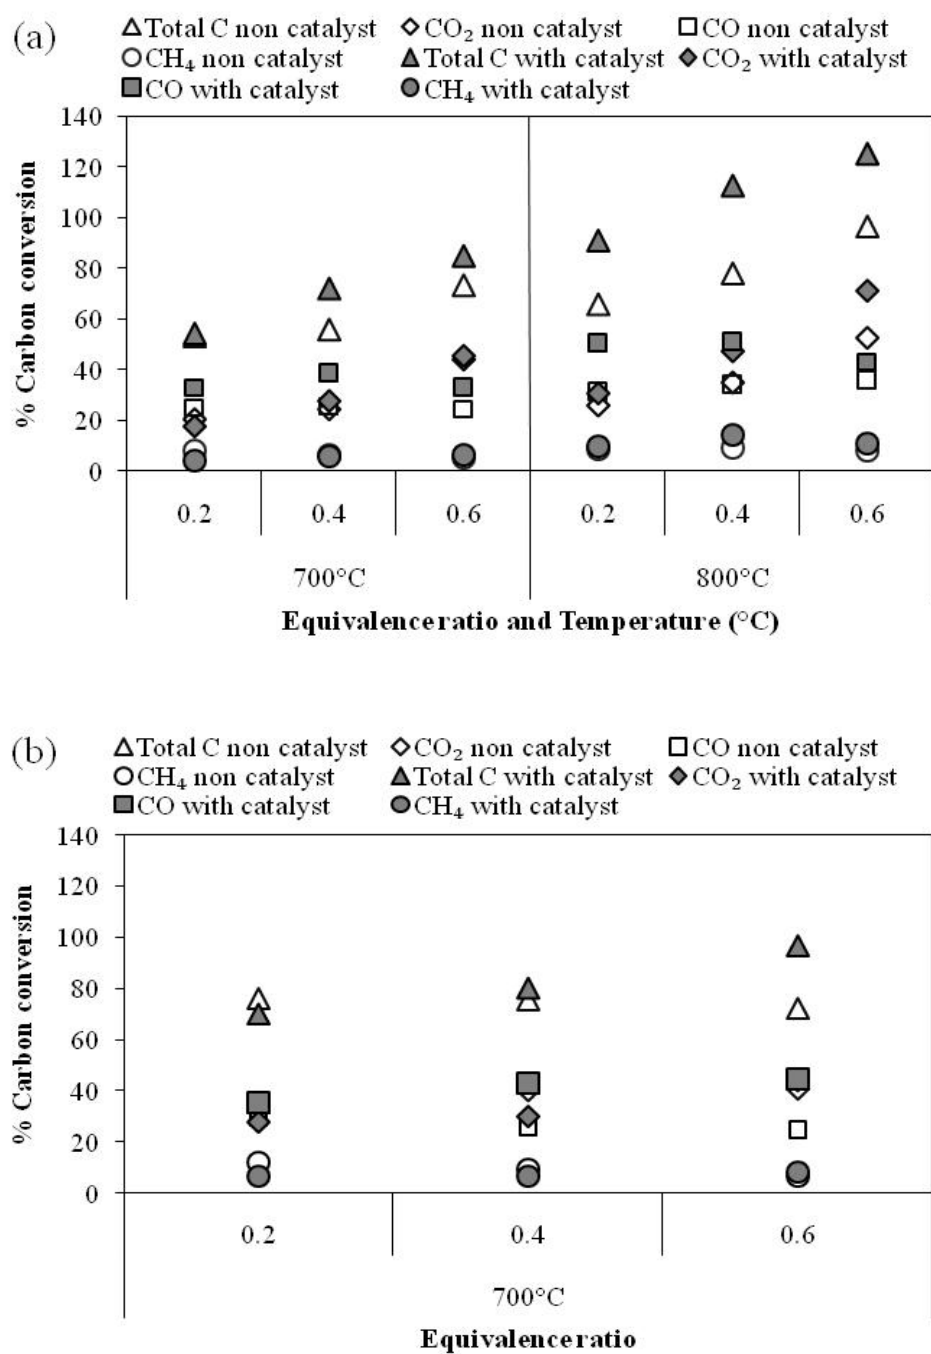 (a)
Total C non catalyst CO₂ non catalyst CO non catalyst
CH₄ non catalyst Total C with catalyst CO₂ with catalyst
CO with catalyst CH₄ with catalyst
140
120
100
80
60
40
20
0
% Carbon conversion
0.2 0.4 0.6 0.2 0.4 0.6
700°C 800°C
Equivalence ratio and Temperature (°C)
(b)
Total C non catalyst CO₂ non catalyst CO non catalyst
CH₄ non catalyst Total C with catalyst CO₂ with catalyst
CO with catalyst CH₄ with catalyst
140
120
100
80
60
40
20
0
% Carbon conversion
0.2 0.4 0.6
700°C
Equivalence ratio